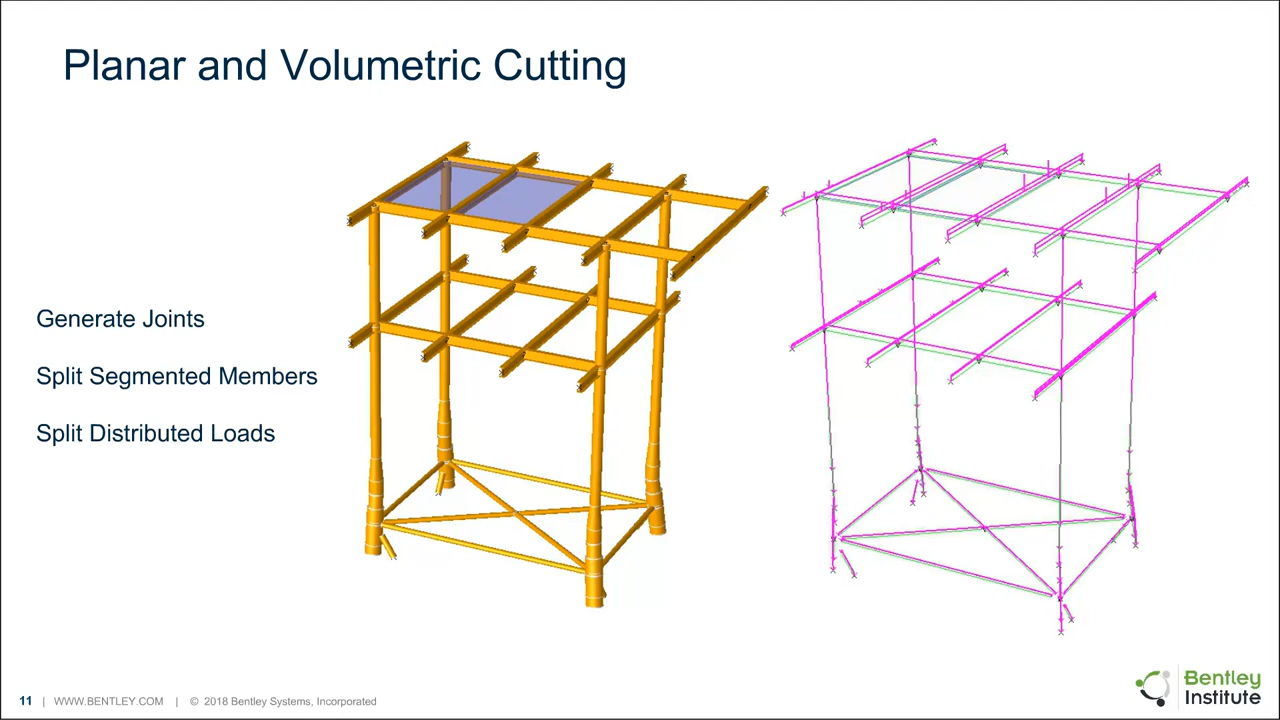 Planar and Volumetric Cutting
Generate Joints
Split Segmented Members
Split Distributed Loads
11 | WWW.BENTLEY.COM | © 2018 Bentley Systems, Incorporated
Bentley
Institute